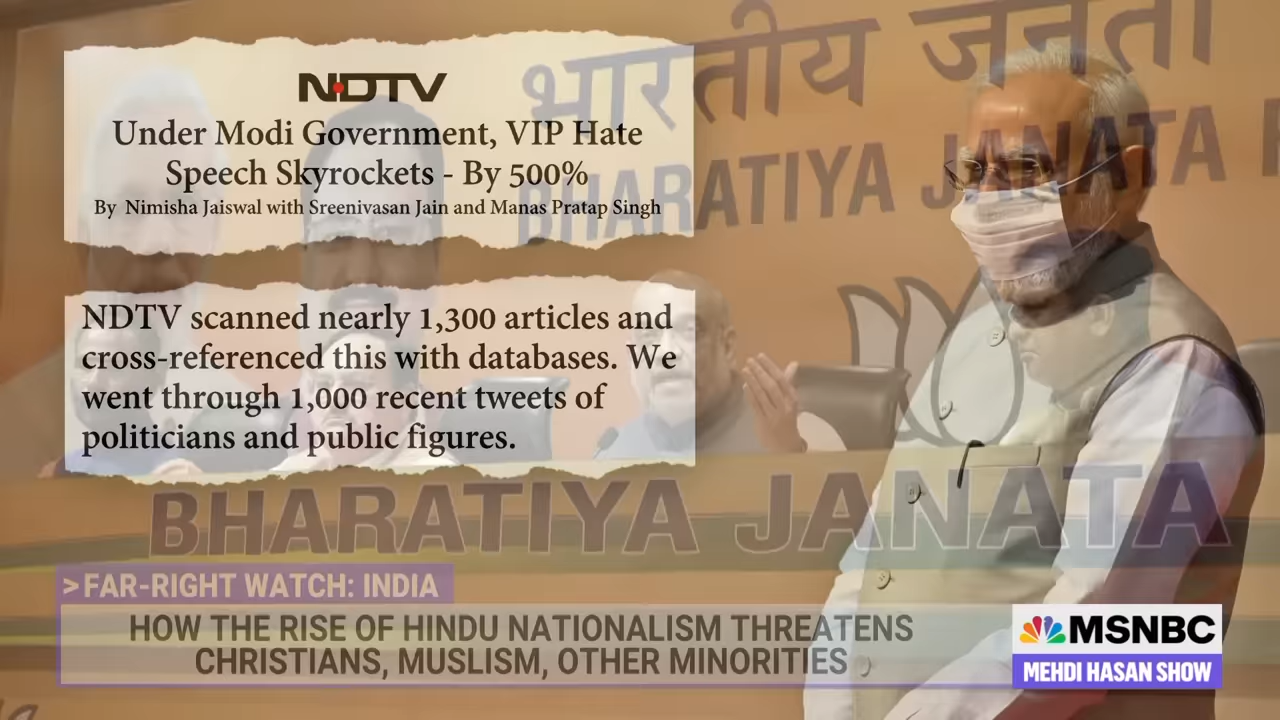 भारतीय जनता
BHARATIYA JANATA
NDTV
Under Modi Government, VIP Hate
Speech Skyrockets - By 500%
By Nimisha Jaiswal with Sreenivasan Jain and Manas Pratap Singh
NDTV scanned nearly 1,300 articles and
cross-referenced this with databases. We
went through 1,000 recent tweets of
politicians and public figures.
BHARATIYA JANATA
>FAR-RIGHT WATCH: INDIA
HOW THE RISE OF HINDU NATIONALISM THREATENS
CHRISTIANS, MUSLISM, OTHER MINORITIES
MSNBC
MEHDI HASAN SHOW